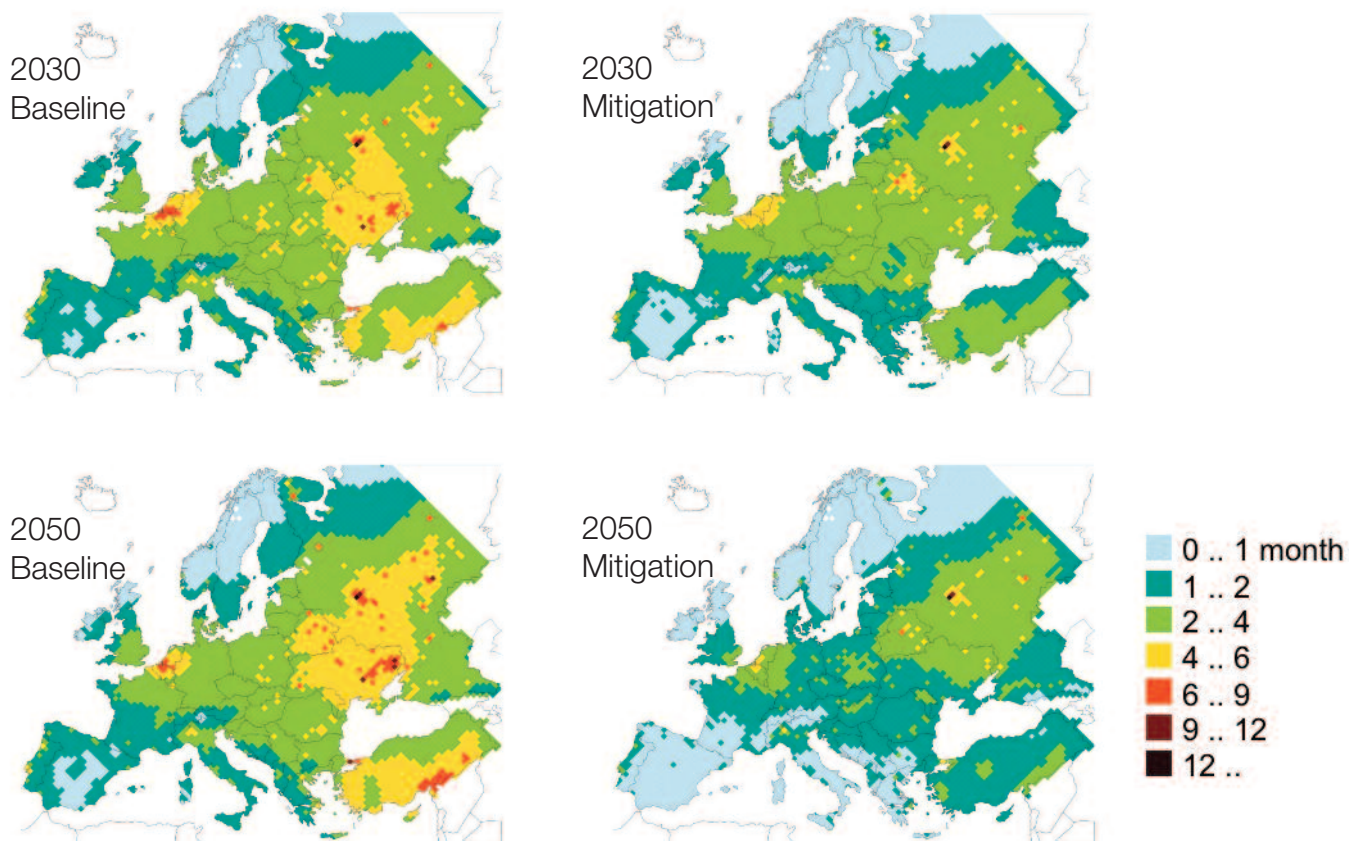 2030
Baseline
2030
Mitigation
2050
Baseline
2050
Mitigation
0 .. 1 month
1 .. 2
2 .. 4
4 .. 6
6 .. 9
9 .. 12
12 ..